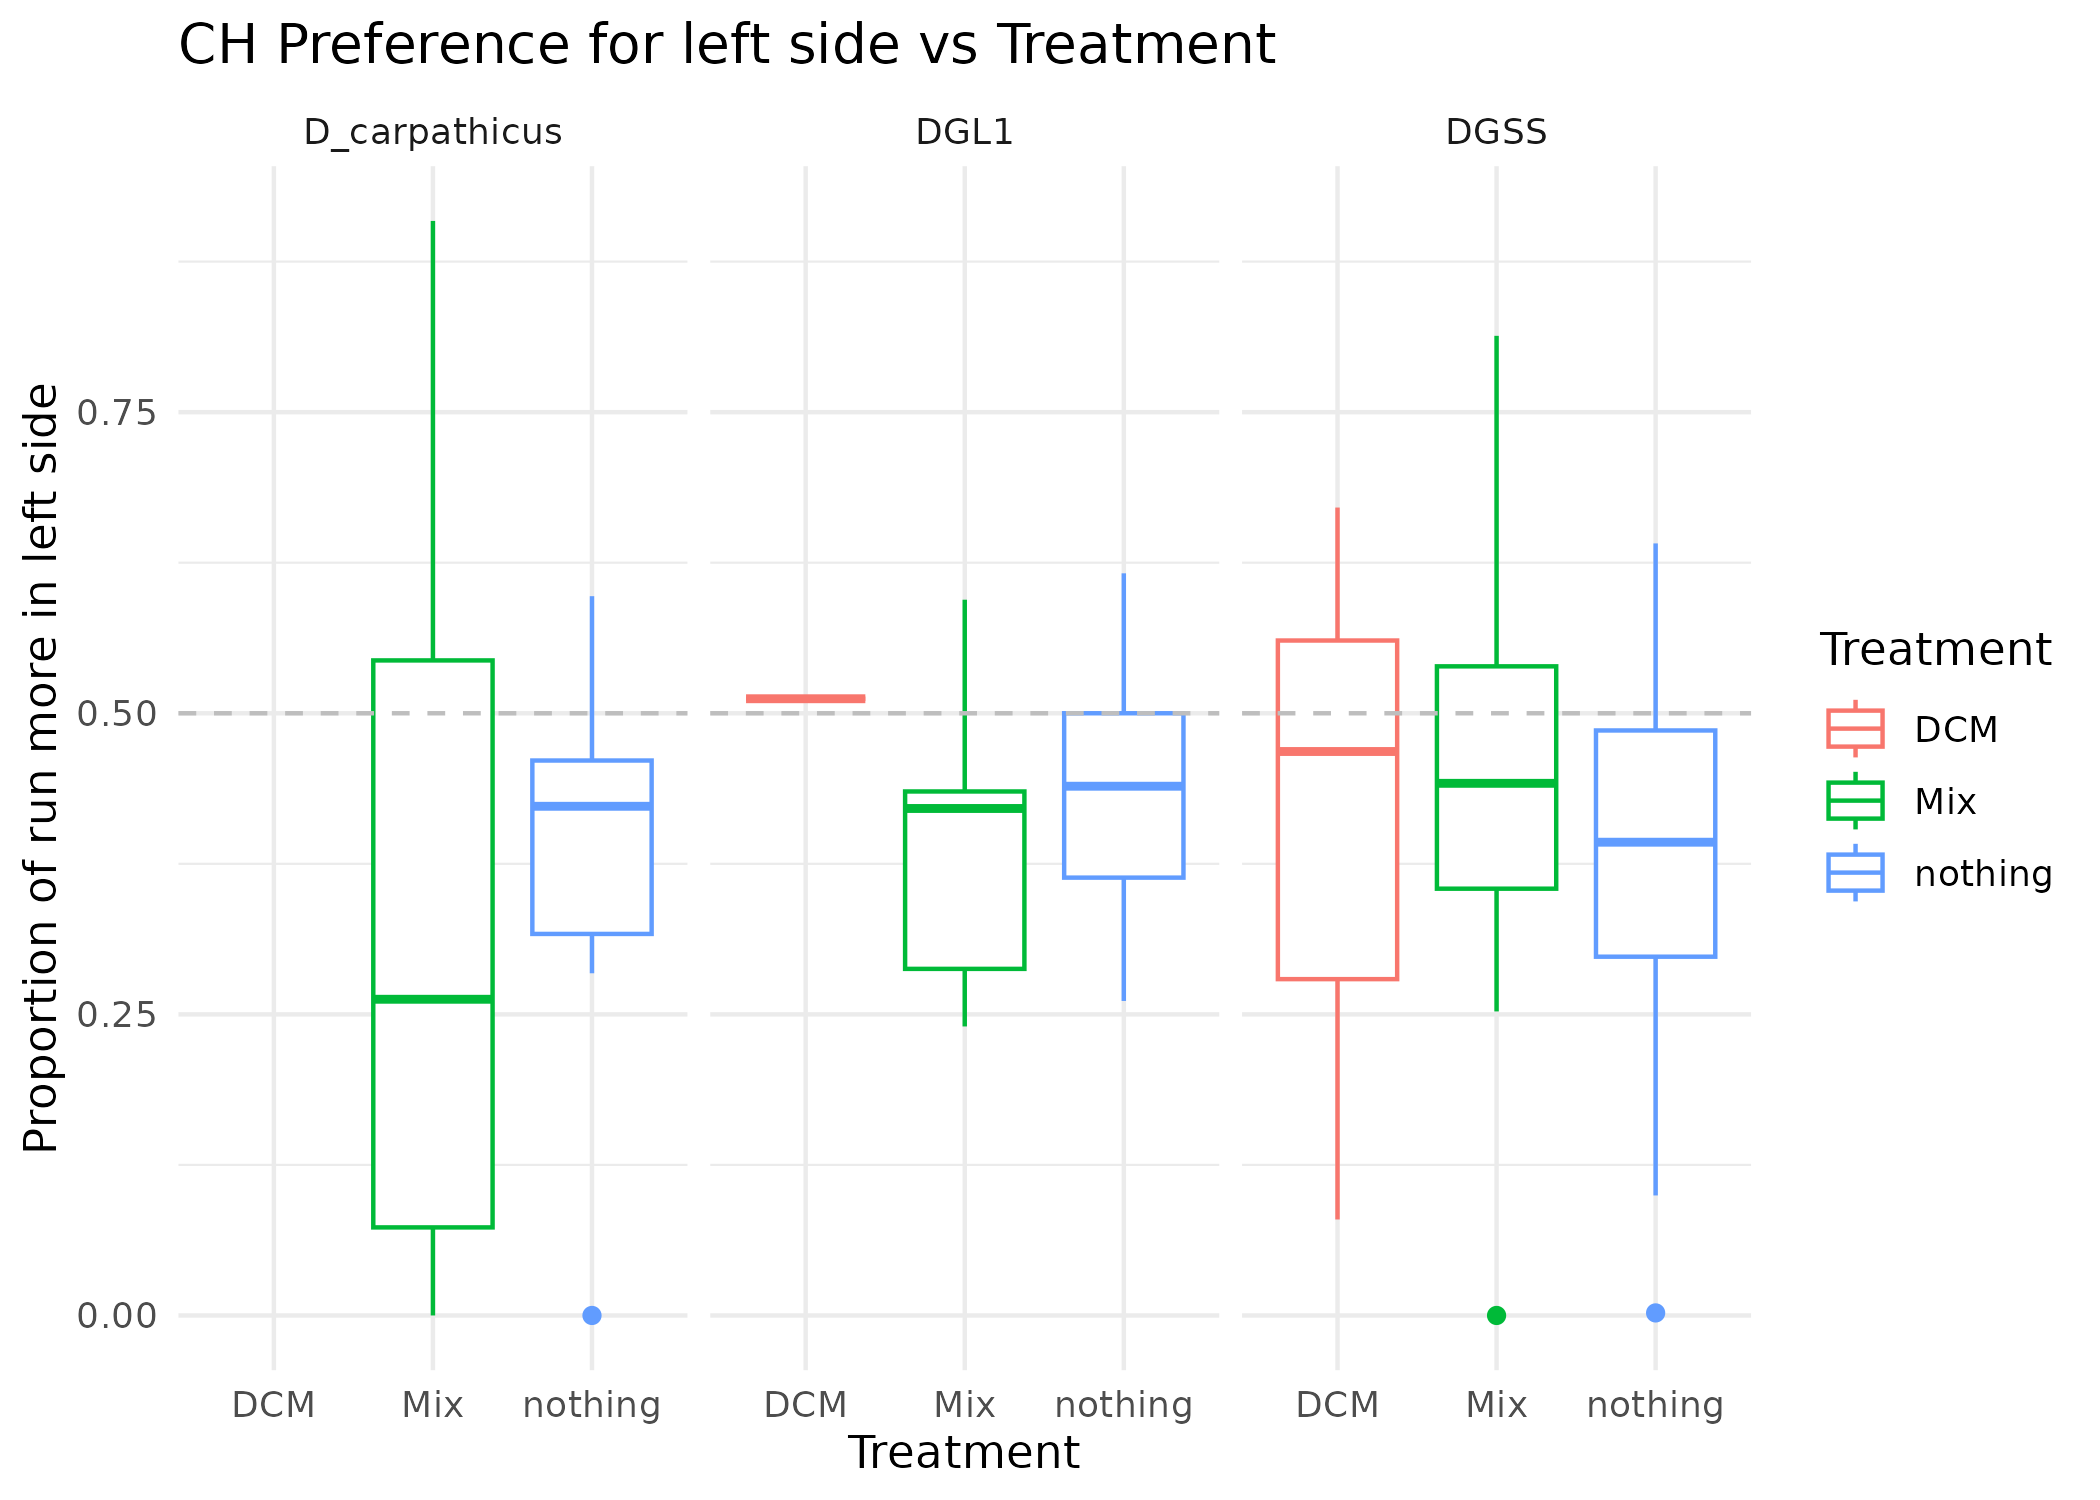 CH Preference for left side vs Treatment
D_carpathicus
DGL1
DGSS
Proportion of run more in left side
0.75
0.50
0.25
0.00
DCM
Mix
nothing
DCM
Mix
nothing
DCM
Mix
nothing
Treatment
Treatment
DCM
Mix
nothing